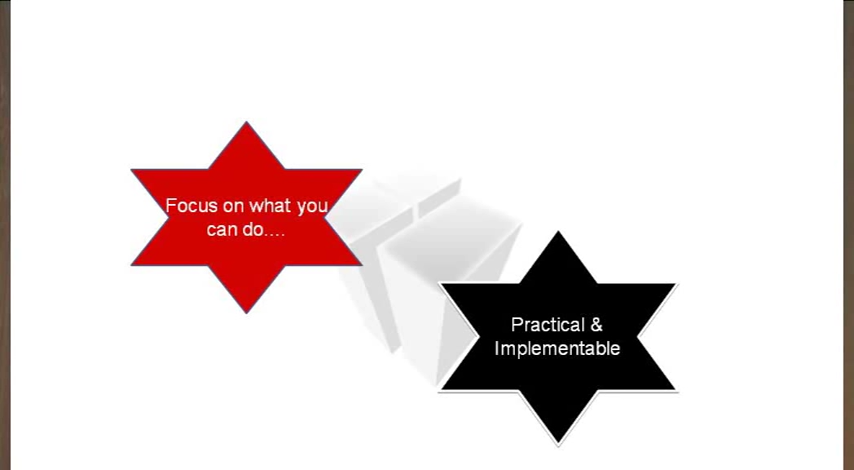 Focus on what you
can do....
Practical &
Implementable